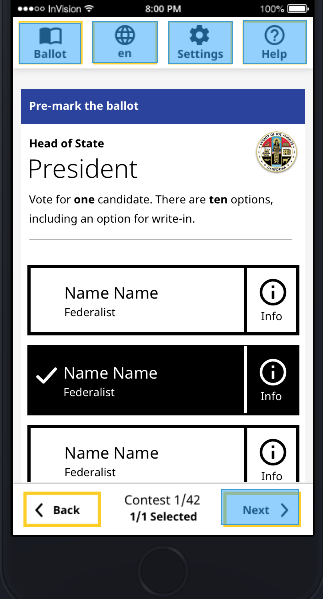 InVision 8:00 PM 100%
Ballot en Settings Help
Pre-mark the ballot
Head of State
President
Vote for one candidate. There are ten options,
including an option for write-in.
Name Name
Federalist
Info
Name Name
Federalist
Info
Name Name
Federalist
Info
Back
Contest 1/42
1/1 Selected
Next